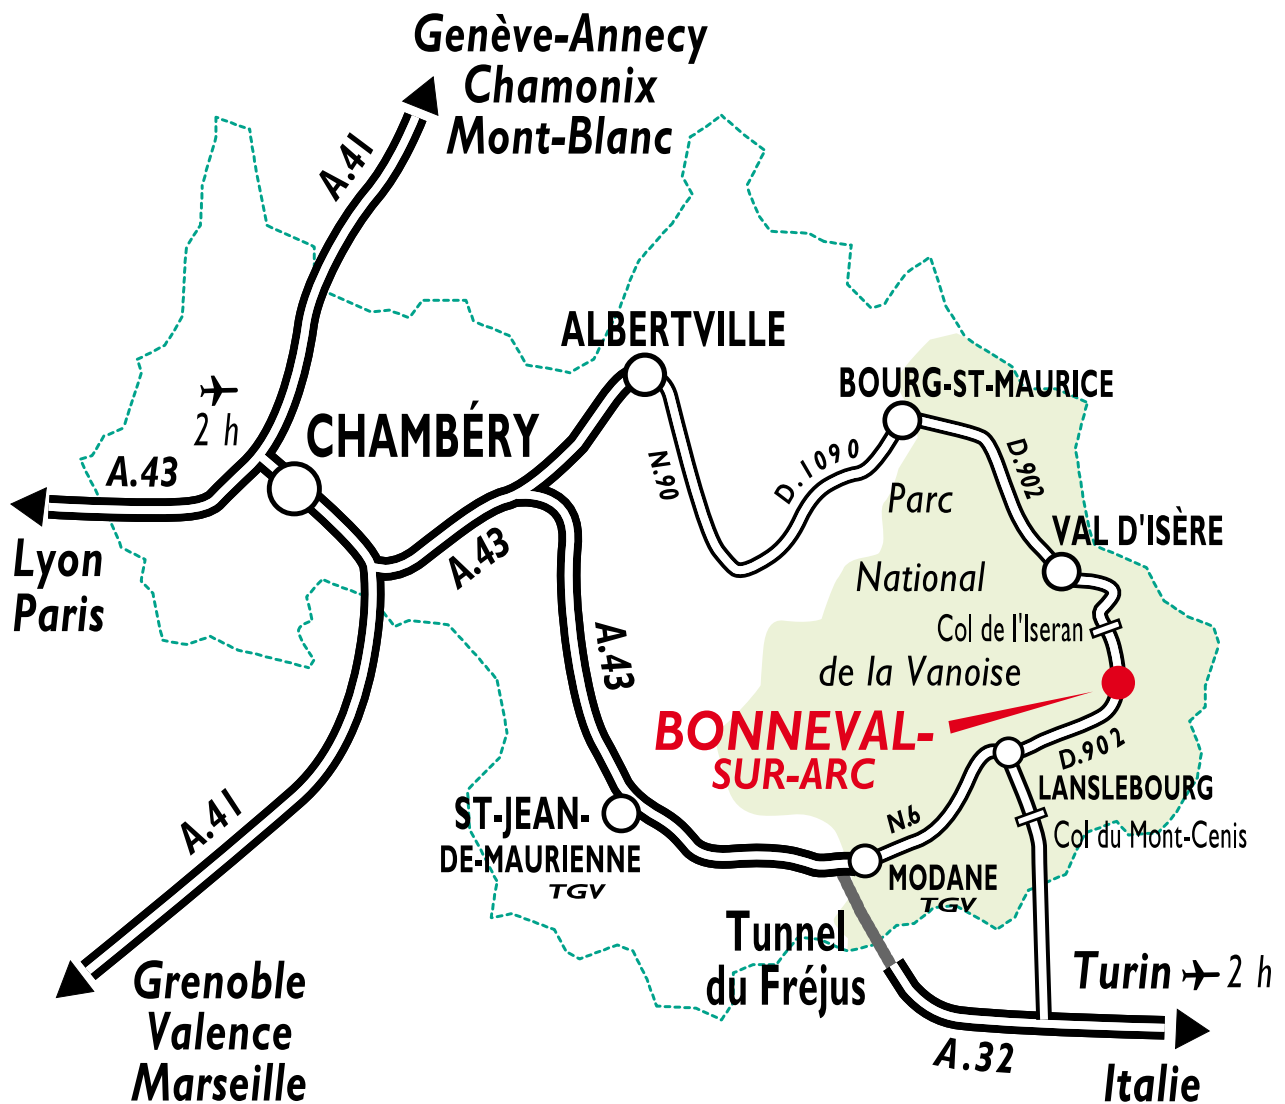 Genève-Annecy
Chamonix
Mont-Blanc
A.41
ALBERTVILLE
BOURG-ST-MAURICE
2 h
CHAMBÉRY
A.43
N.90
D.1090
D.902
Parc
National
de la Vanoise
VAL D'ISÈRE
Lyon
Paris
A.43
Col de l'Iseran
A.43
BONNEVAL-
SUR-ARC
D.902
LANSLEBOURG
Col du Mont-Cenis
A.41
ST-JEAN-
DE-MAURIENNE
TGV
N.6
MODANE
TGV
Tunnel
du Fréjus
Turin 2 h
A.32
Italie
Grenoble
Valence
Marseille